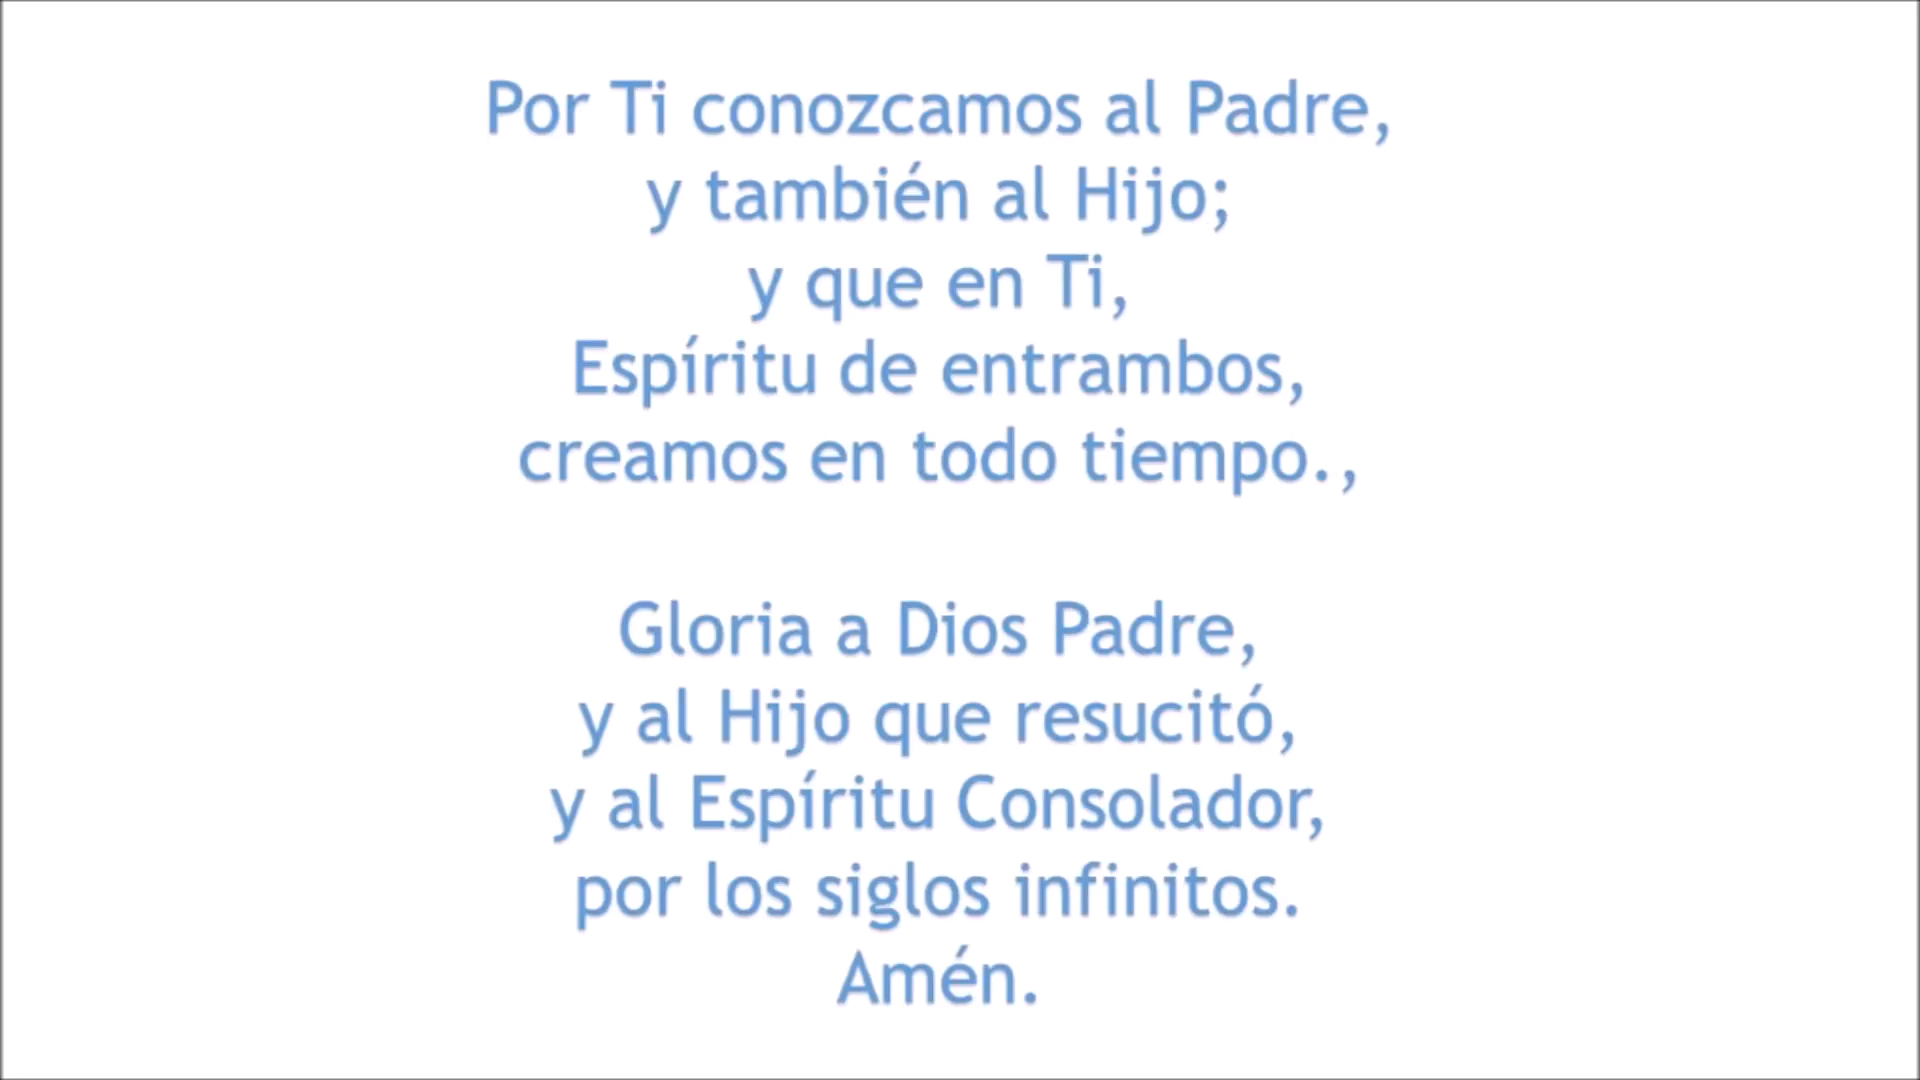 Por Ti conozcamos al Padre,
y también al Hijo;
y que en Ti,
Espíritu de entrambos,
creamos en todo tiempo.,
Gloria a Dios Padre,
y al Hijo que resucitó,
y al Espíritu Consolador,
por los siglos infinitos.
Amén.